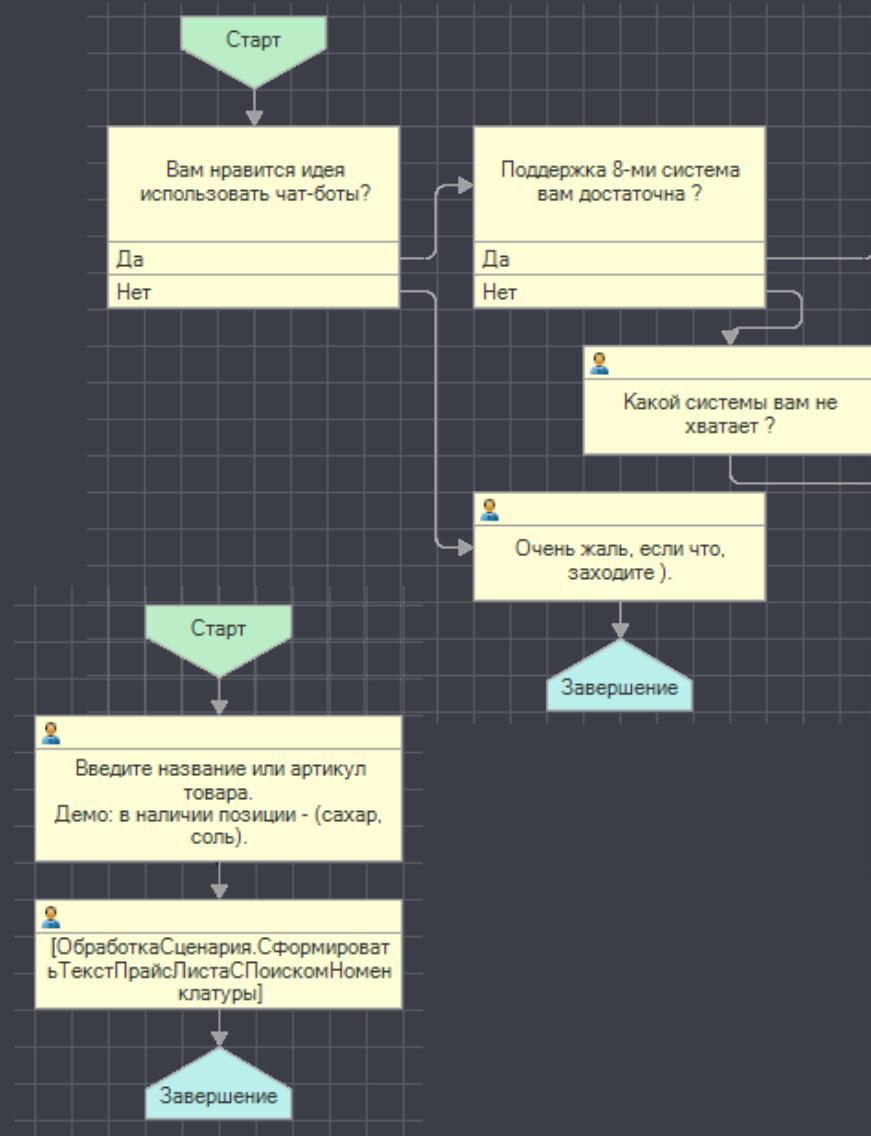 Старт
Вам нравится идея
использовать чат-боты?
Да
Нет
Поддержка 8-ми система
вам достаточна ?
Да
Нет
Какой системы вам не
хватает ?
Очень жаль, если что,
заходите ).
Завершение
Старт
Введите название или артикул
товара.
Демо: в наличии позиции - (сахар,
соль).
[ОбработкаСценария.Сформироват
ьТекстПрайсЛистаСПоискомНомен
клатуры]
Завершение